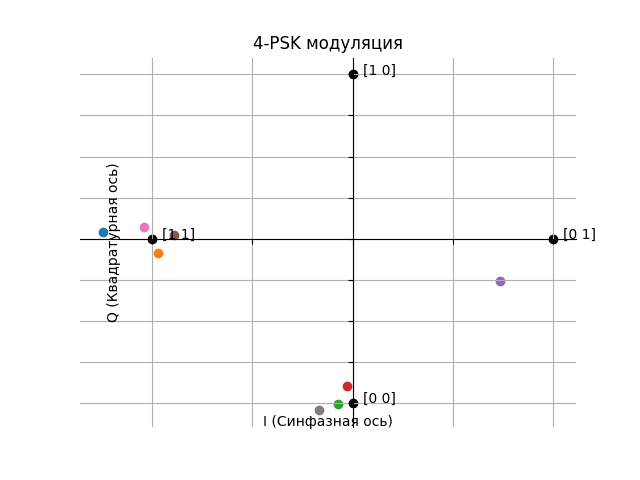 4-PSK модуляция
[1 0]
Q (Квадратурная ось)
[1 1]
[0 1]
[0 0]
I (Синфазная ось)